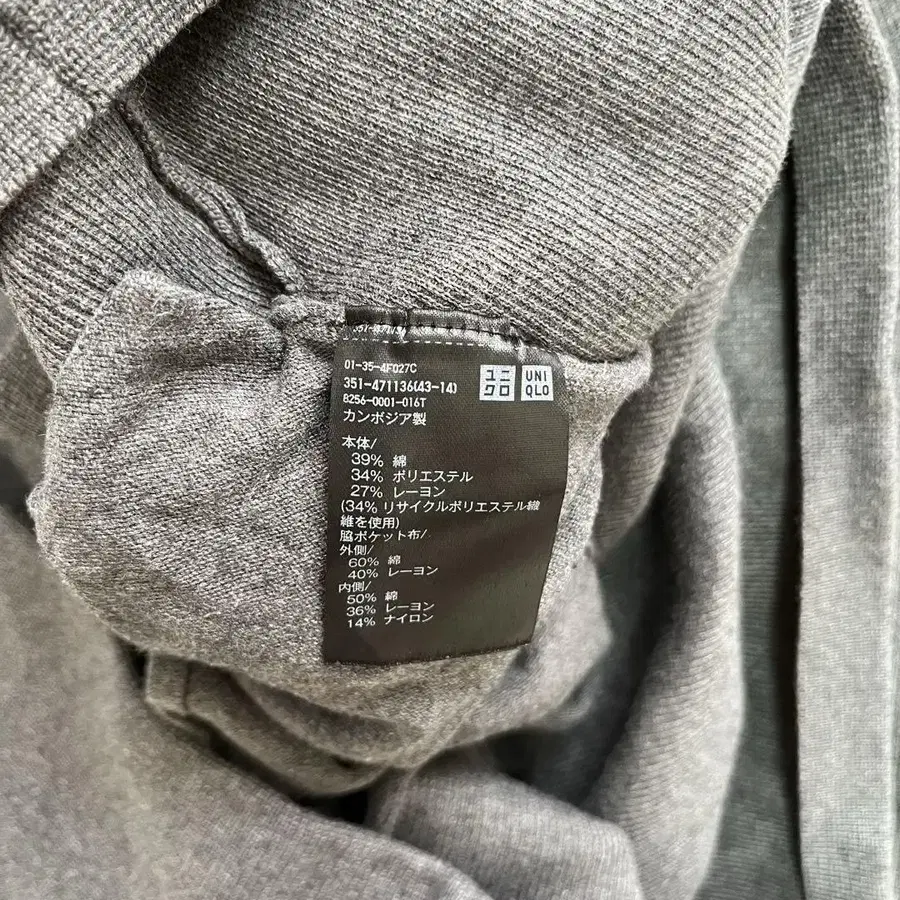 01-35-4F027C
351-471136(43-14)
8256-0001-016T
カンボジア製
ユニ
クロ
UNI
QLO
本体/
39% 綿
34% ポリエステル
27% レーヨン
(34% リサイクルポリエステル繊
維を使用)
脇ポケット布/
外側/
60% 綿
40% レーヨン
内側/
50% 綿
36% レーヨン
14% ナイロン